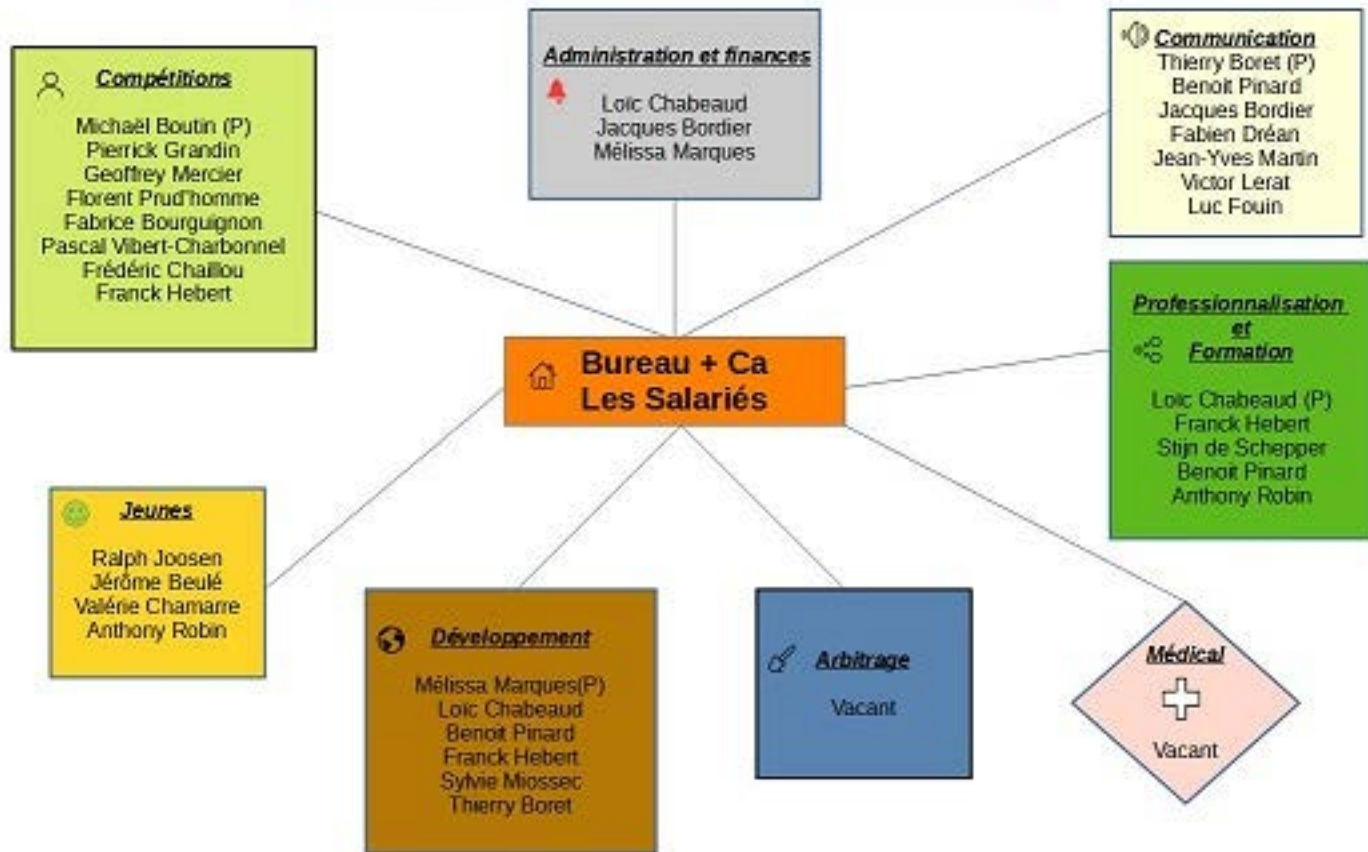 Compétitions
Michaël Boutin (P)
Pierrick Grandin
Geoffrey Mercier
Florent Prud'homme
Fabrice Bourguignon
Pascal Vibert-Charbonnel
Frédéric Chaillou
Franck Hebert
Administration et finances
Loïc Chabeaud
Jacques Bordier
Mélissa Marques
Communication
Thierry Boret (P)
Benoit Pinard
Jacques Bordier
Fabien Dréan
Jean-Yves Martin
Victor Lerat
Luc Fouin
Professionnalisation
et
Formation
Loïc Chabeaud (P)
Franck Hebert
Stijn de Schepper
Benoit Pinard
Anthony Robin
Bureau + Ca
Les Salariés
Jeunes
Ralph Joosen
Jérôme Beulé
Valérie Chamarre
Anthony Robin
Développement
Mélissa Marques(P)
Loïc Chabeaud
Benoit Pinard
Franck Hebert
Sylvie Miossec
Thierry Boret
Arbitrage
Vacant
Médical
Vacant